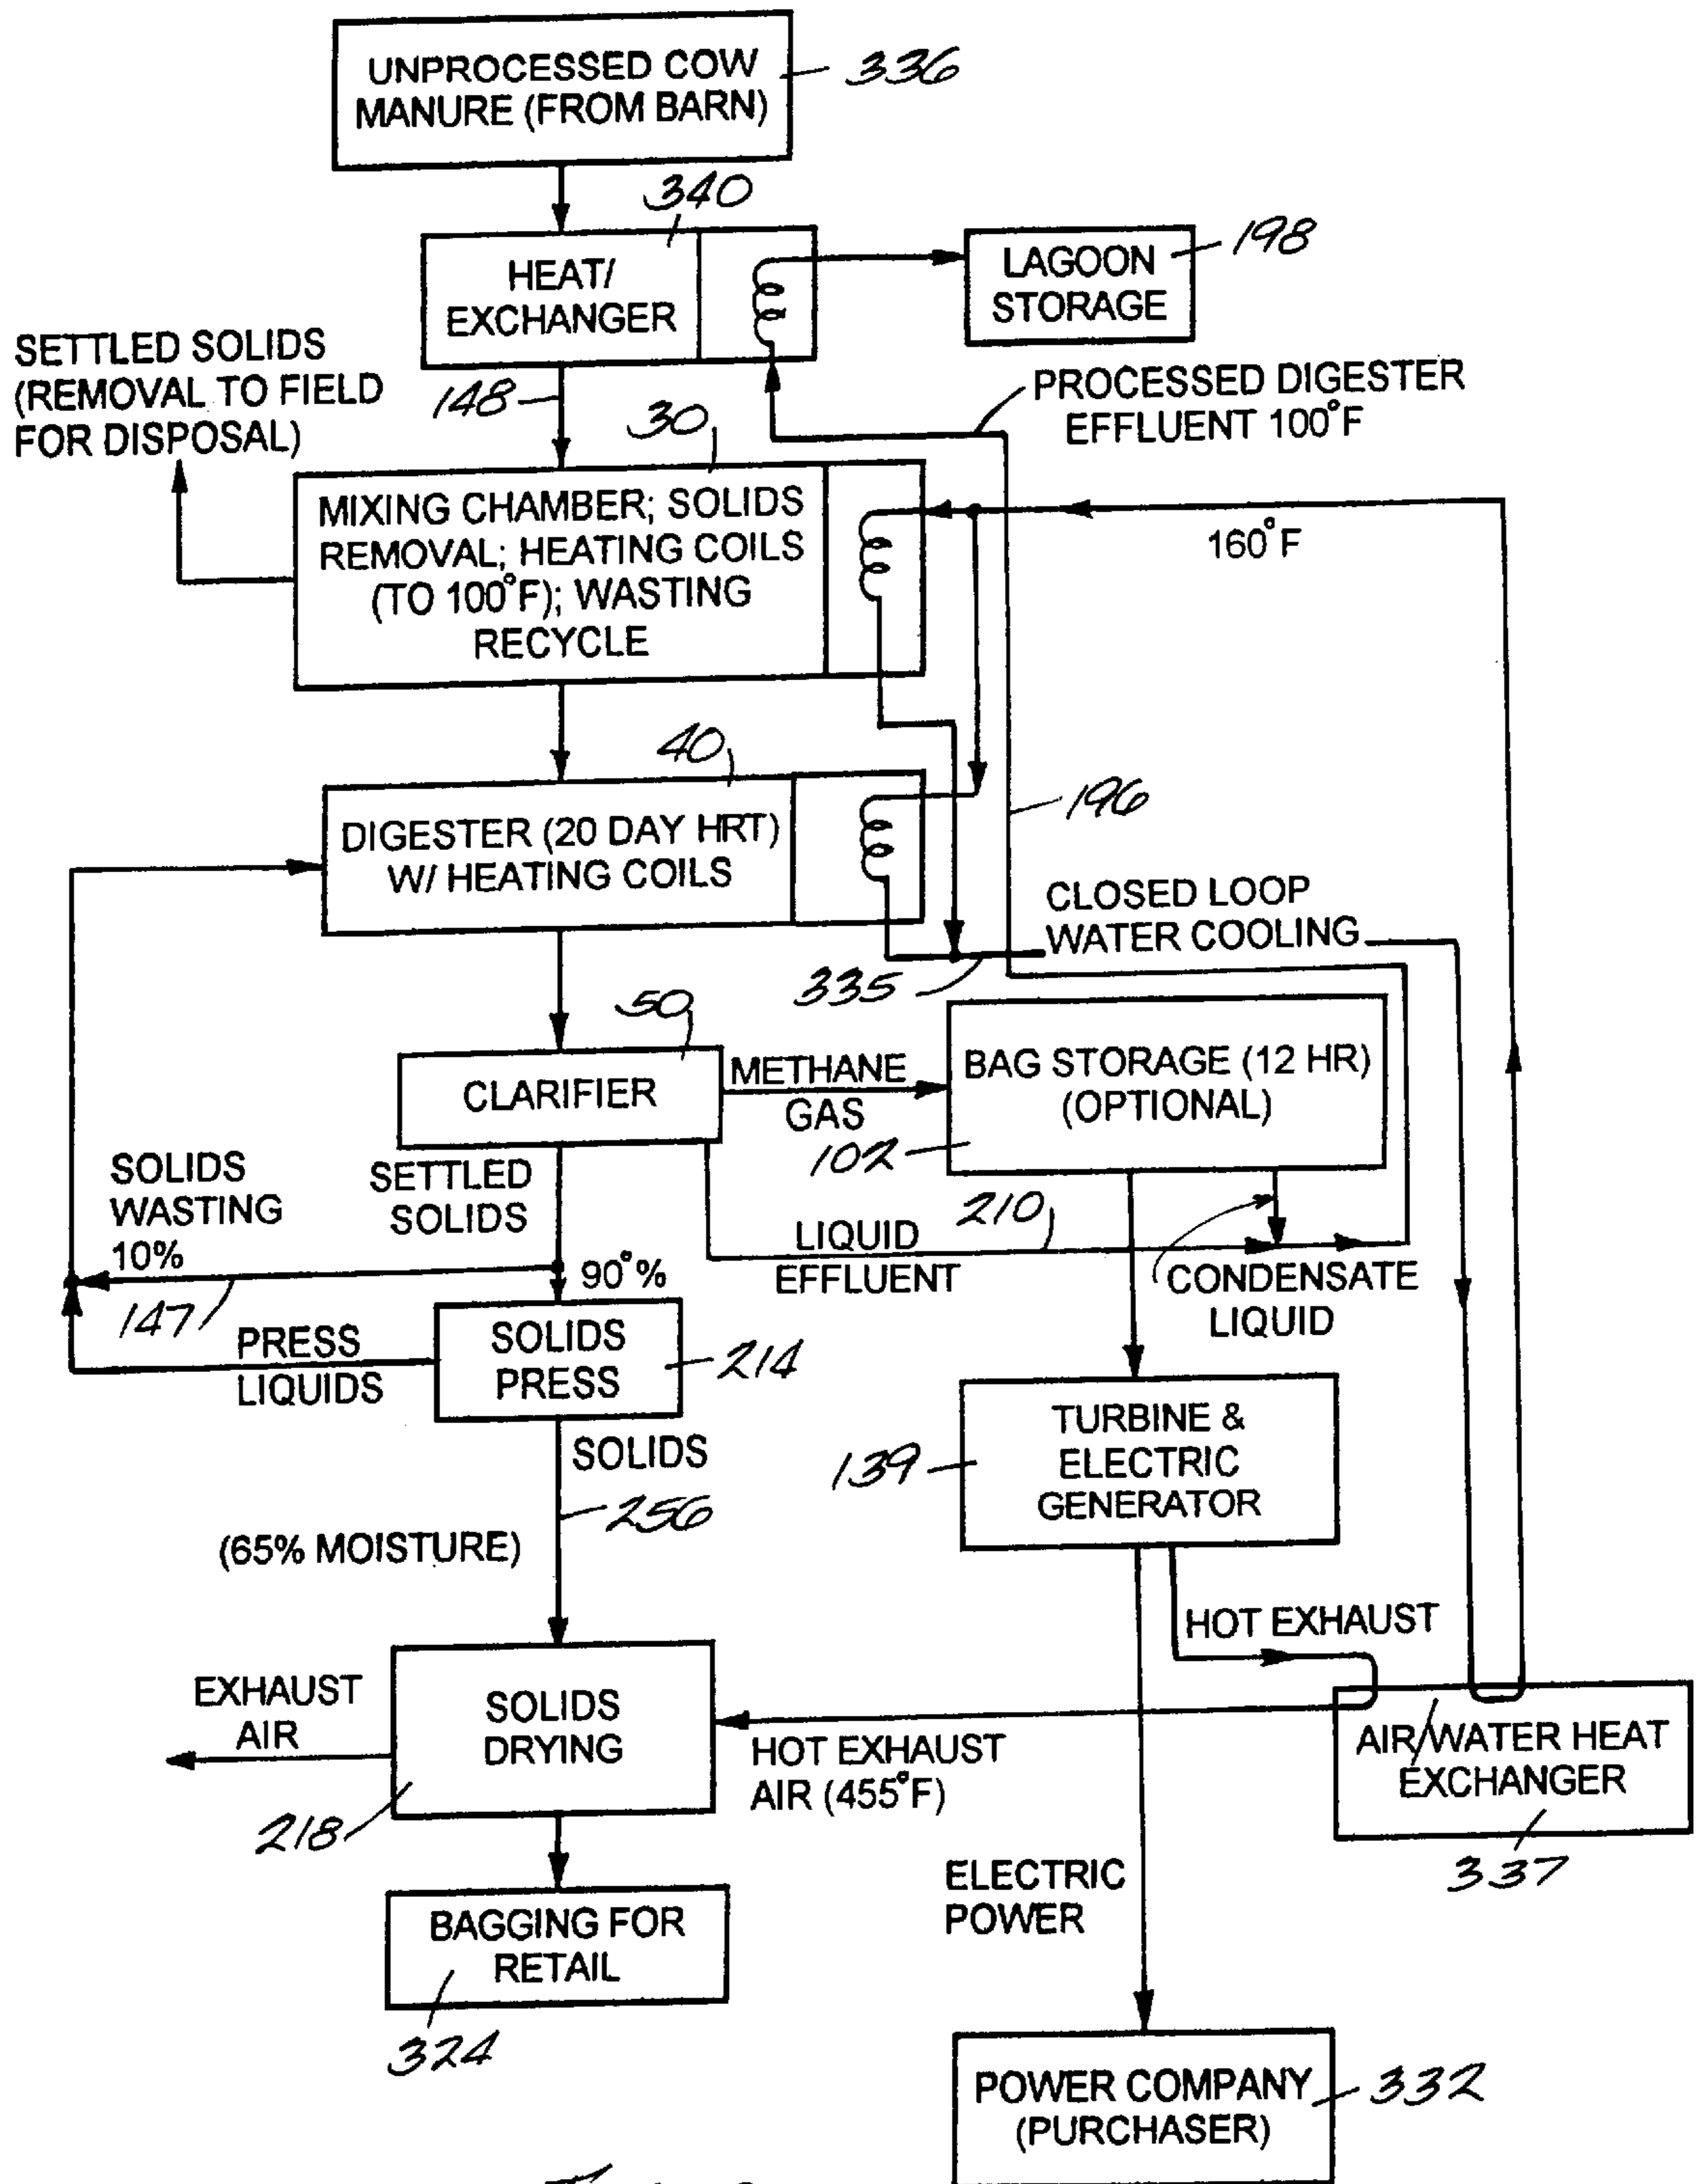 UNPROCESSED COW
MANURE (FROM BARN)
336
340
HEAT/
EXCHANGER
LAGOON
STORAGE
198
SETTLED SOLIDS
(REMOVAL TO FIELD
FOR DISPOSAL)
148
30
PROCESSED DIGESTER
EFFLUENT 100°F
MIXING CHAMBER; SOLIDS
REMOVAL; HEATING COILS
(TO 100°F); WASTING
RECYCLE
160°F
40
196
DIGESTER (20 DAY HRT)
W/ HEATING COILS
CLOSED LOOP
WATER COOLING
335
50
CLARIFIER
METHANE
GAS
BAG STORAGE (12 HR)
(OPTIONAL)
102
SOLIDS
WASTING
10%
SETTLED
SOLIDS
210
LIQUID
EFFLUENT
90°%
CONDENSATE
LIQUID
147
PRESS
LIQUIDS
SOLIDS
PRESS
214
SOLIDS
256
(65% MOISTURE)
TURBINE &
ELECTRIC
GENERATOR
139
HOT EXHAUST
EXHAUST
AIR
SOLIDS
DRYING
218
HOT EXHAUST
AIR (455°F)
AIR/WATER HEAT
EXCHANGER
337
ELECTRIC
POWER
BAGGING FOR
RETAIL
324
POWER COMPANY
(PURCHASER)
332